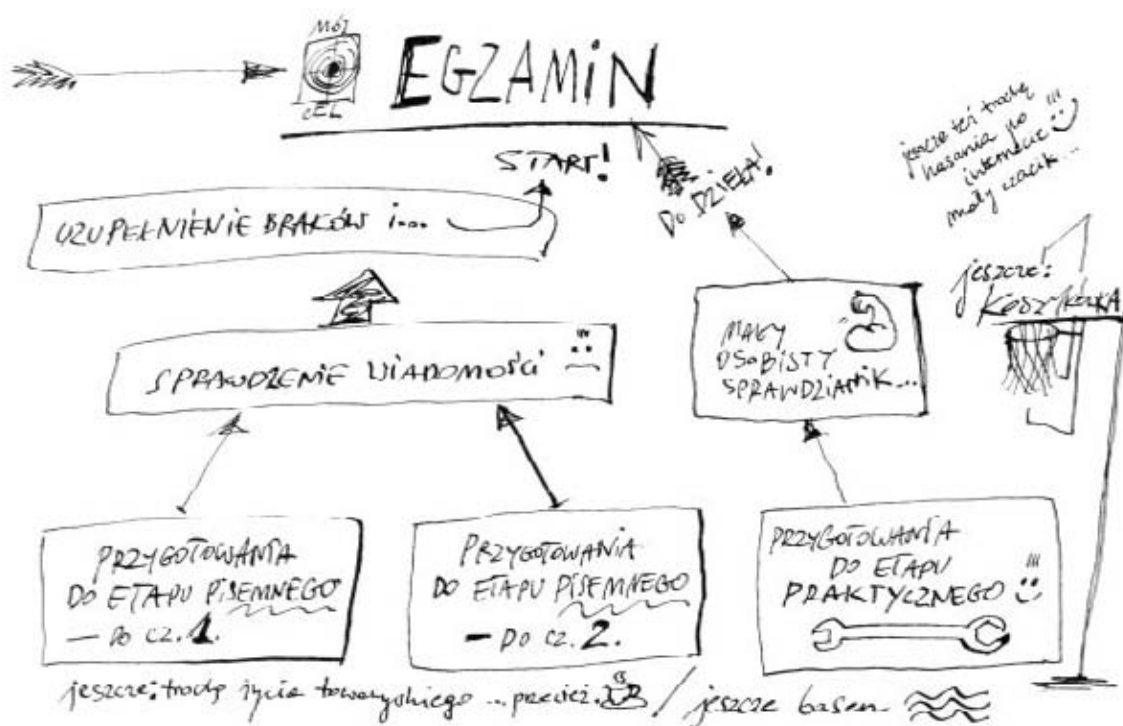 MÓJ
CEL
EGZAMIN
START!
DO DZIEŁA!
jeszcze też trochę
hasania po
internecie
mały czacik...
UZUPEŁNIENIE BRAKÓW i....
jeszcze:
koszykówka
MAŁY
OSOBISTY
SPRAWDZIANIK...
SPRAWDZENIE WIADOMOŚCI
PRZYGOTOWANIA
DO ETAPU PISEMNEGO
— DO CZ. 1.
PRZYGOTOWANIA
DO ETAPU PISEMNEGO
— DO CZ. 2.
PRZYGOTOWANIA
DO ETAPU
PRAKTYCZNEGO
jeszcze: trochę życia towarzyskiego ... przecież. / jeszcze basen